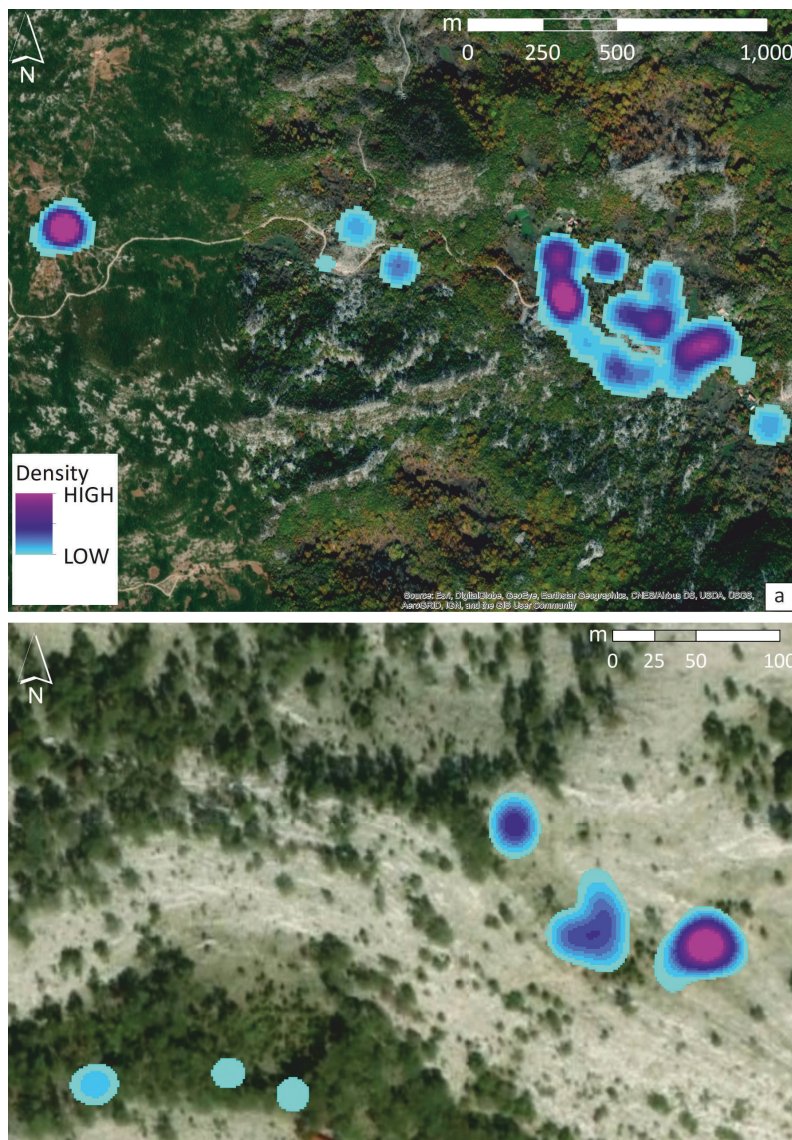 m
0 250 500 1,000
N
Density
HIGH
LOW
Source: Esri, DigitalGlobe, GeoEye, Earthstar Geographics, CNES/Airbus DS, USDA, USGS,
AeroGRID, IGN, and the GIS User Community
a
m
0 25 50 100
N